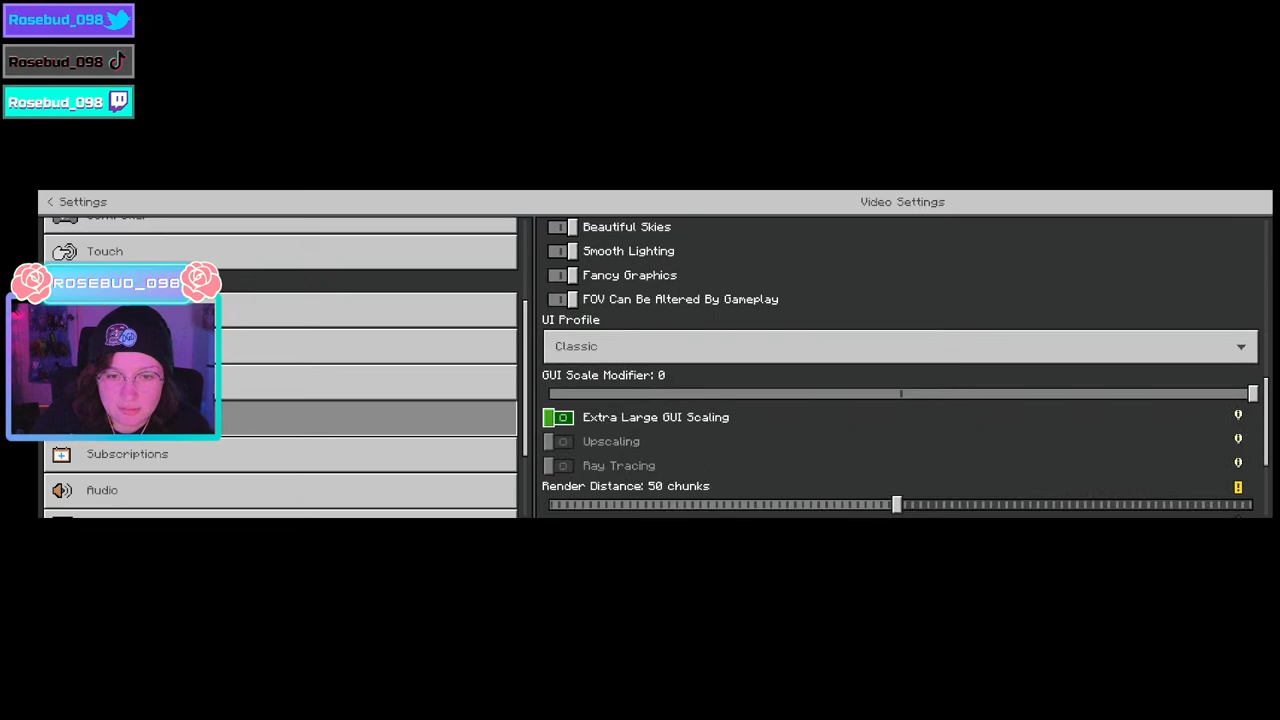 Rosebud_098
Rosebud_098
Rosebud_098
< Settings
Video Settings
Touch
ROSEBUD_098
Subscriptions
Audio
Beautiful Skies
Smooth Lighting
Fancy Graphics
FOV Can Be Altered By Gameplay
UI Profile
Classic
GUI Scale Modifier: 0
Extra Large GUI Scaling
Upscaling
Ray Tracing
Render Distance: 50 chunks